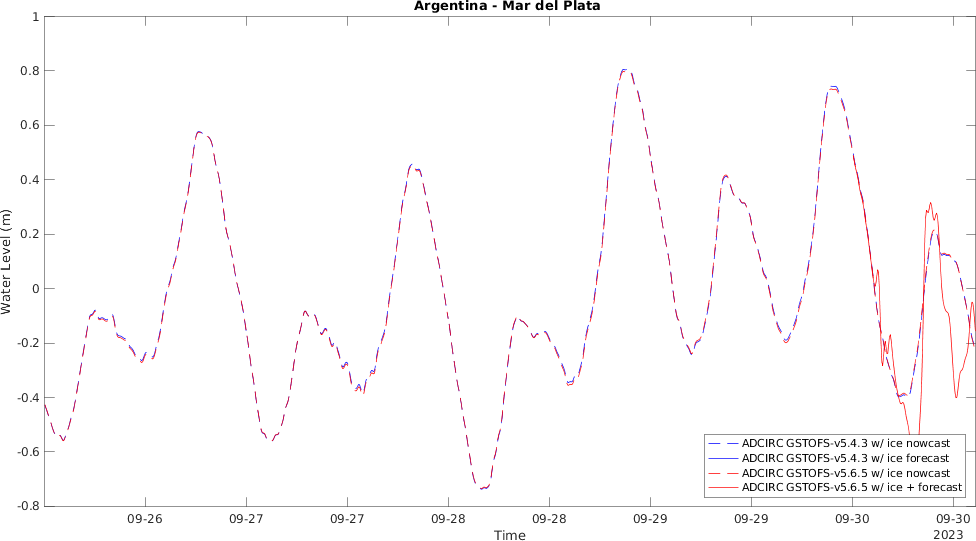 Argentina - Mar del Plata
Water Level (m)
1
0.8
0.6
0.4
0.2
0
-0.2
-0.4
-0.6
-0.8
09-26
09-27
09-27
09-28
09-28
09-29
09-29
09-30
09-30
2023
Time
ADCIRC GSTOFS-v5.4.3 w/ ice nowcast
ADCIRC GSTOFS-v5.4.3 w/ ice forecast
ADCIRC GSTOFS-v5.6.5 w/ ice nowcast
ADCIRC GSTOFS-v5.6.5 w/ ice + forecast